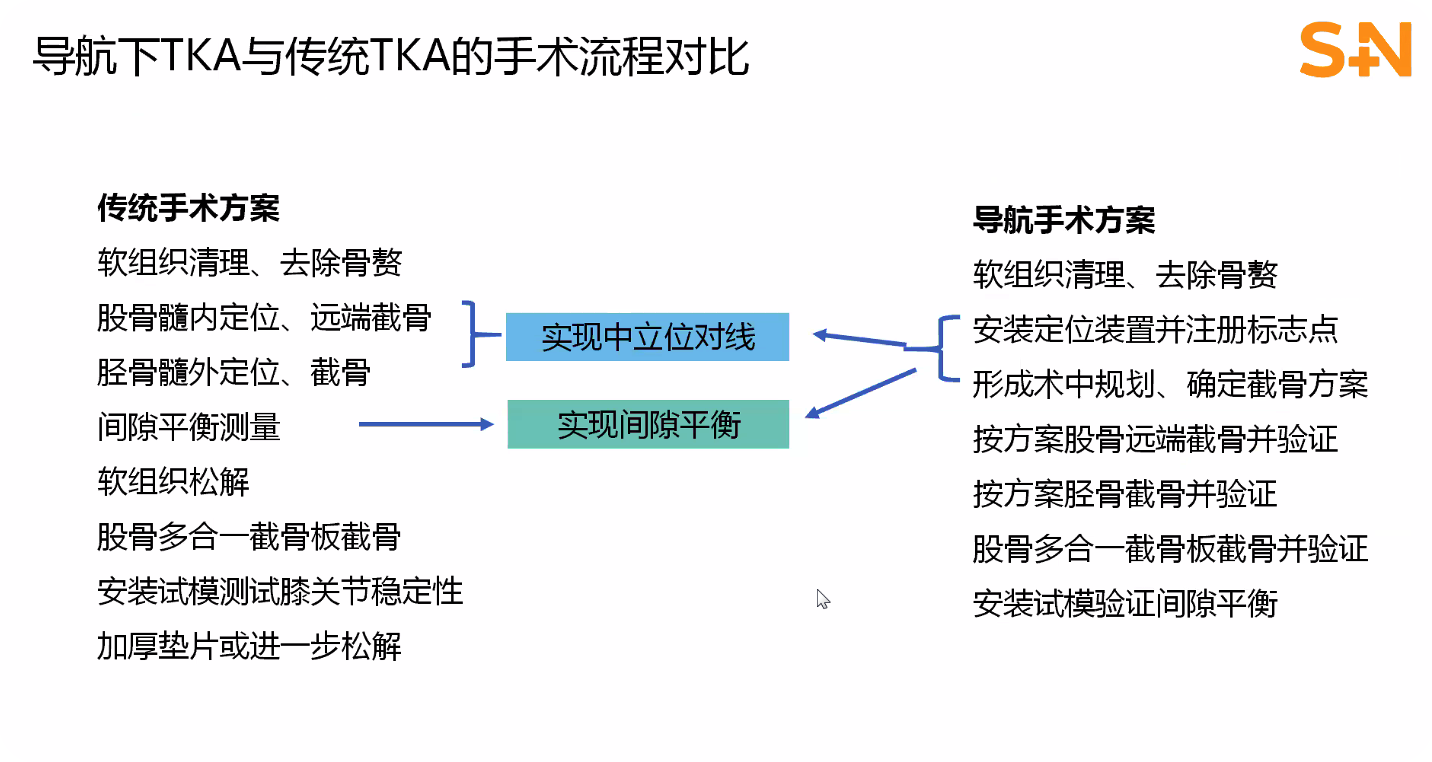 导航下TKA与传统TKA的手术流程对比
S+N
传统手术方案
软组织清理、去除骨赘
股骨髓内定位、远端截骨
胫骨髓外定位、截骨
间隙平衡测量
软组织松解
股骨多合一截骨板截骨
安装试模测试膝关节稳定性
加厚垫片或进一步松解
实现中立位对线
实现间隙平衡
导航手术方案
软组织清理、去除骨赘
安装定位装置并注册标志点
形成术中规划、确定截骨方案
按方案股骨远端截骨并验证
按方案胫骨截骨并验证
股骨多合一截骨板截骨并验证
安装试模验证间隙平衡